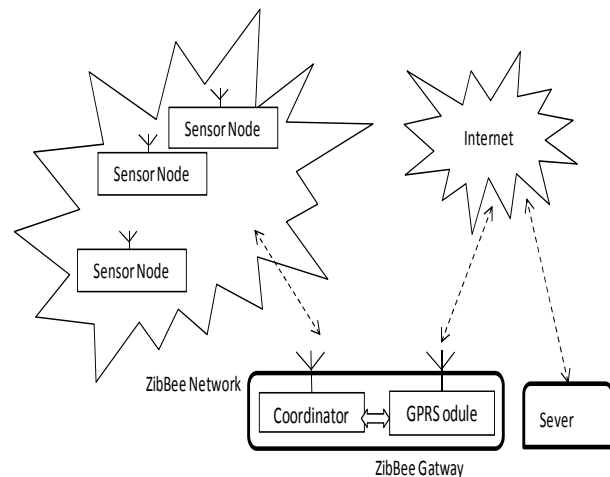 Sensor Node
Internet
Sensor Node
Sensor Node
ZibBee Network
Coordinator
GPRS odule
Sever
ZibBee Gatway